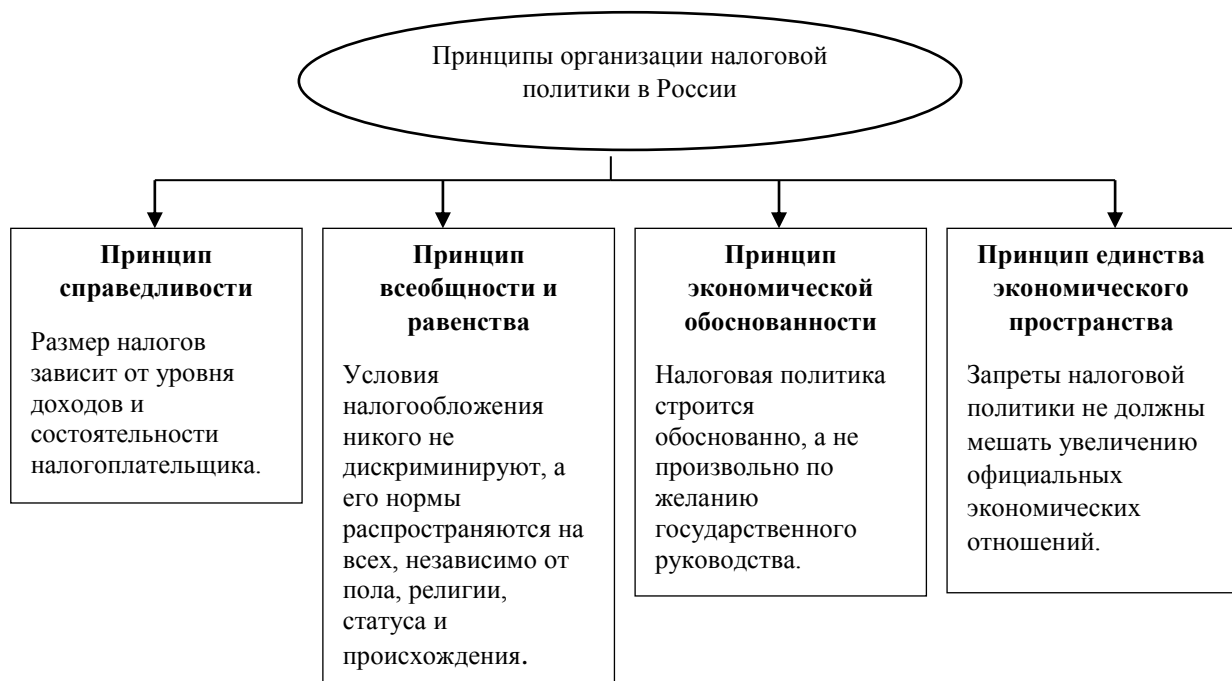 Принципы организации налоговой
политики в России
Принцип
справедливости
Размер налогов
зависит от уровня
доходов и
состоятельности
налогоплательщика.
Принцип
всеобщности и
равенства
Условия
налогообложения
никого не
дискриминируют, а
его нормы
распространяются на
всех, независимо от
пола, религии,
статуса и
происхождения.
Принцип
экономической
обоснованности
Налоговая политика
строится
обоснованно, а не
произвольно по
желанию
государственного
руководства.
Принцип единства
экономического
пространства
Запреты налоговой
политики не должны
мешать увеличению
официальных
экономических
отношений.